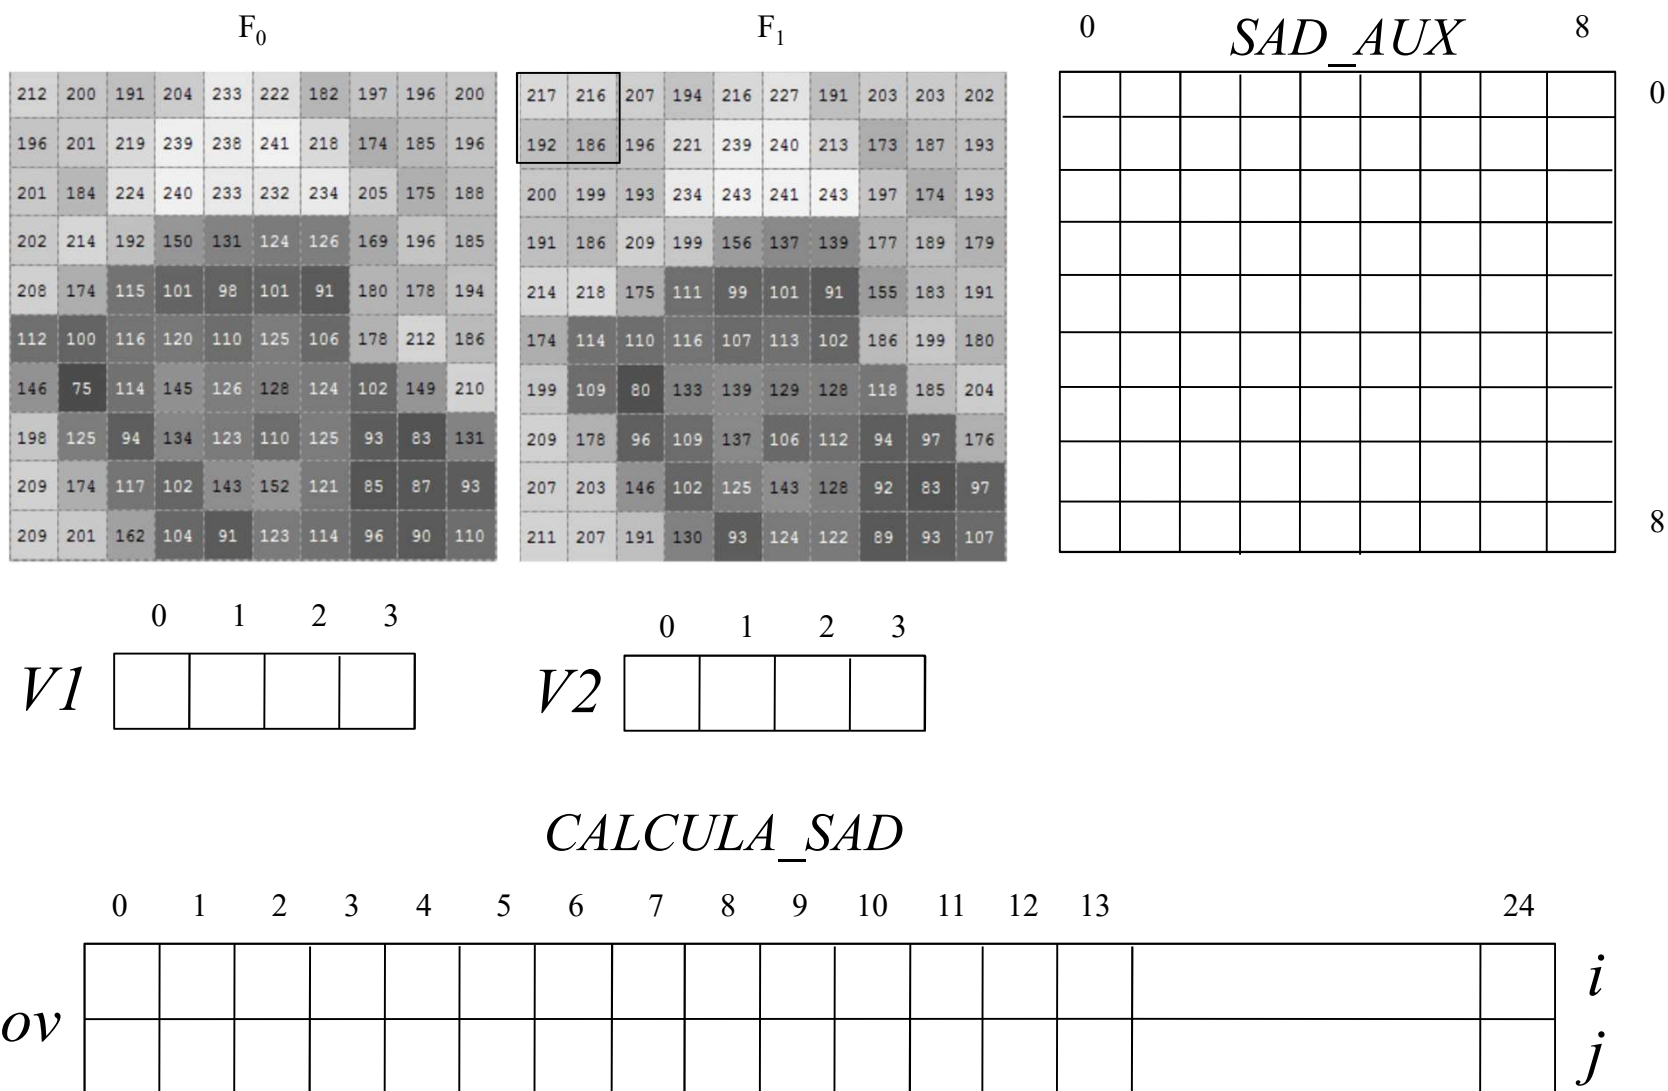 F0 F1 0 SAD_AUX 8
212 200 191 204 233 222 182 197 196 200 217 216 207 194 216 227 191 203 203 202 0
196 201 219 239 238 241 218 174 185 196 192 186 196 221 239 240 213 173 187 193
201 184 224 240 233 232 234 205 175 188 200 199 193 234 243 241 243 197 174 193
202 214 192 150 131 124 126 169 196 185 191 186 209 199 156 137 139 177 189 179
208 174 115 101 98 101 91 180 178 194 214 218 175 111 99 101 91 155 183 191
112 100 116 120 110 125 106 178 212 186 174 114 110 116 107 113 102 186 199 180
146 75 114 145 126 128 124 102 149 210 199 109 80 133 139 129 128 118 185 204
198 125 94 134 123 110 125 93 83 131 209 178 96 109 137 106 112 94 97 176
209 174 117 102 143 152 121 85 87 93 207 203 146 102 125 143 128 92 83 97
209 201 162 104 91 123 114 96 90 110 211 207 191 130 93 124 122 89 93 107 8
0 1 2 3 0 1 2 3
V1 V2
CALCULA_SAD
0 1 2 3 4 5 6 7 8 9 10 11 12 13 24
i
ov
j